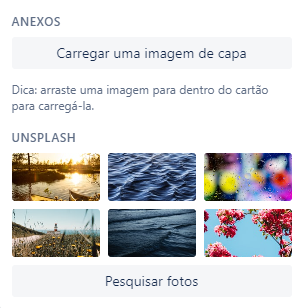 ANEXOS
Carregar uma imagem de capa
Dica: arraste uma imagem para dentro do cartão
para carregá-la.
UNSPLASH
Pesquisar fotos